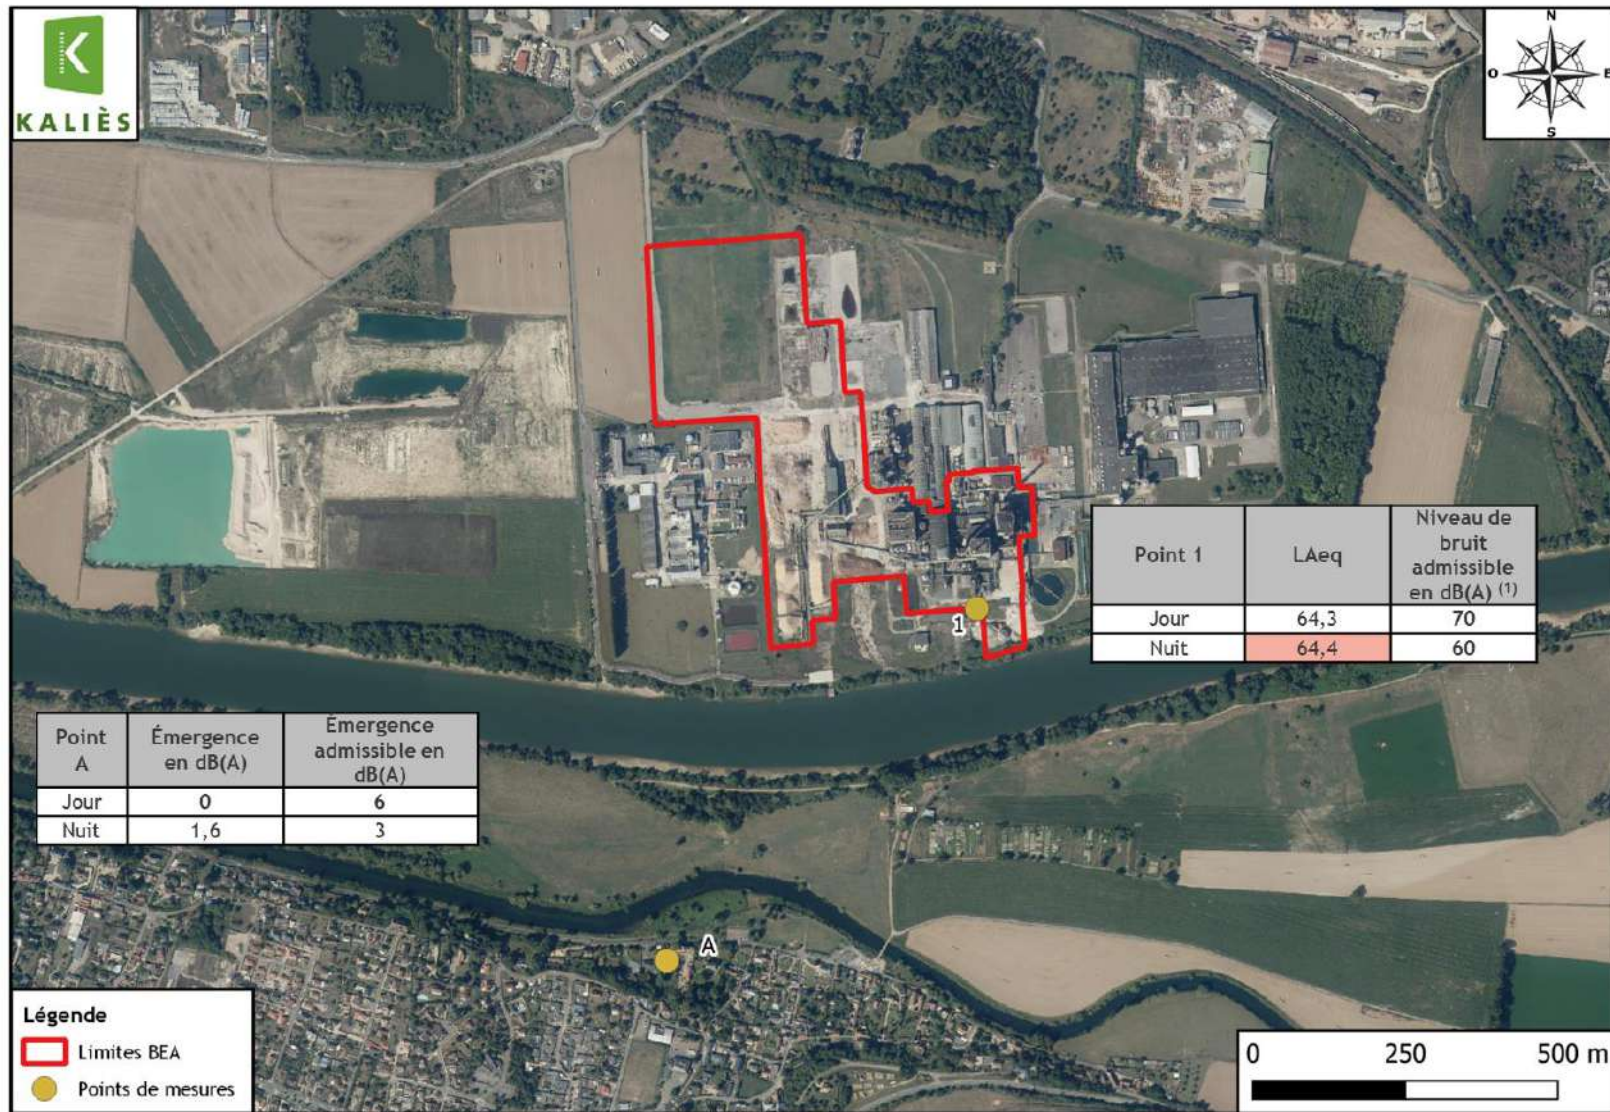 KALIÈS
N
O
E
S
Point 1
LAeq
Niveau de
bruit
admissible
en dB(A) (1)
Jour
64,3
70
Nuit
64,4
60
1
Point
A
Émergence
en dB(A)
Émergence
admissible en
dB(A)
Jour
0
6
Nuit
1,6
3
A
Légende
Limites BEA
Points de mesures
0
250
500 m